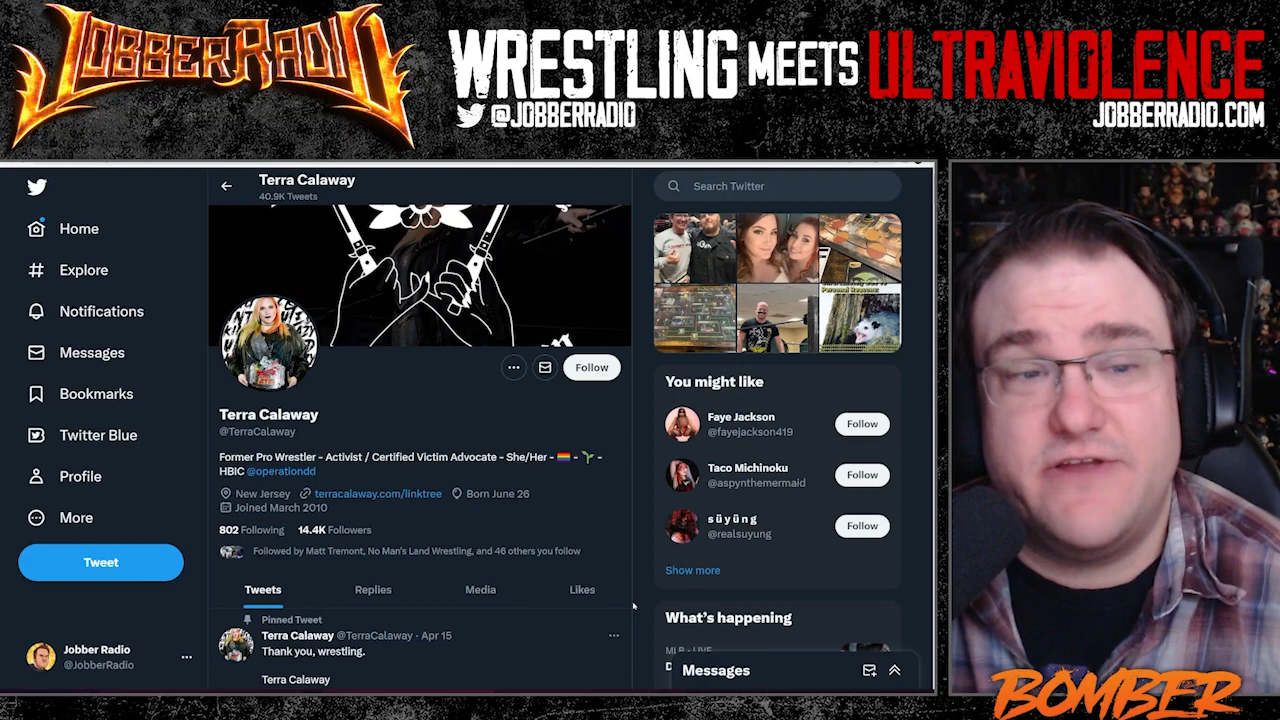 JOBBERRADIO
WRESTLING MEETS ULTRAVIOLENCE
@JOBBERRADIO
JOBBERRADIO.COM
Home
Explore
Notifications
Messages
Bookmarks
Twitter Blue
Profile
More
Tweet
Jobber Radio
@JobberRadio
Terra Calaway
40.9K Tweets
Follow
Terra Calaway
@TerraCalaway
Former Pro Wrestler - Activist / Certified Victim Advocate - She/Her - 🏳️‍🌈 - 🌱 -
HBIC @operationdd
New Jersey terracalaway.com/linktree Born June 26
Joined March 2010
802 Following 14.4K Followers
Followed by Matt Tremont, No Man's Land Wrestling, and 46 others you follow
Tweets Replies Media Likes
Pinned Tweet
Terra Calaway @TerraCalaway · Apr 15
Thank you, wrestling.
Terra Calaway
Search Twitter
Personal Reasons:
You might like
Faye Jackson
@fayejackson419
Follow
Taco Michinoku
@aspynthemermaid
Follow
s ü y ü n g
@realsuyung
Follow
Show more
What's happening
MLB · LIVE
Messages
BOMBER